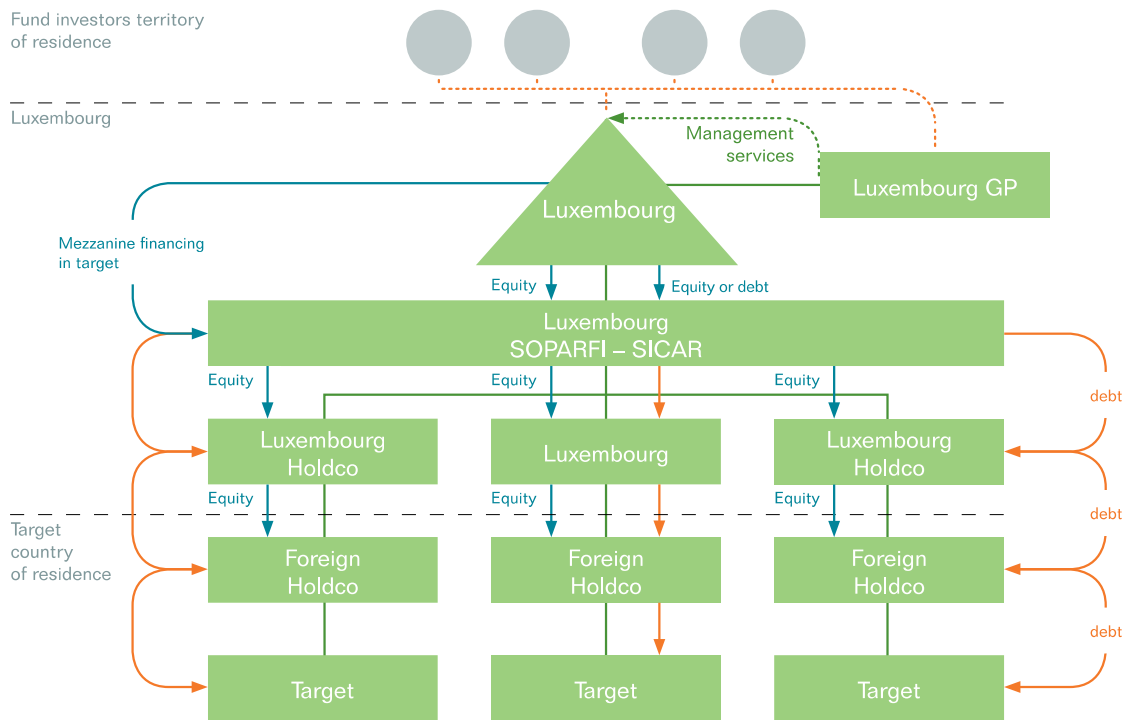 Fund investors territory
of residence
Luxembourg
Management
services
Luxembourg GP
Luxembourg
Mezzanine financing
in target
Equity
Equity or debt
Luxembourg
SOPARFI – SICAR
Equity
Equity
Equity
debt
Luxembourg
Holdco
Luxembourg
Luxembourg
Holdco
Equity
Equity
Equity
debt
Target
country
of residence
Foreign
Holdco
Foreign
Holdco
Foreign
Holdco
debt
Target
Target
Target